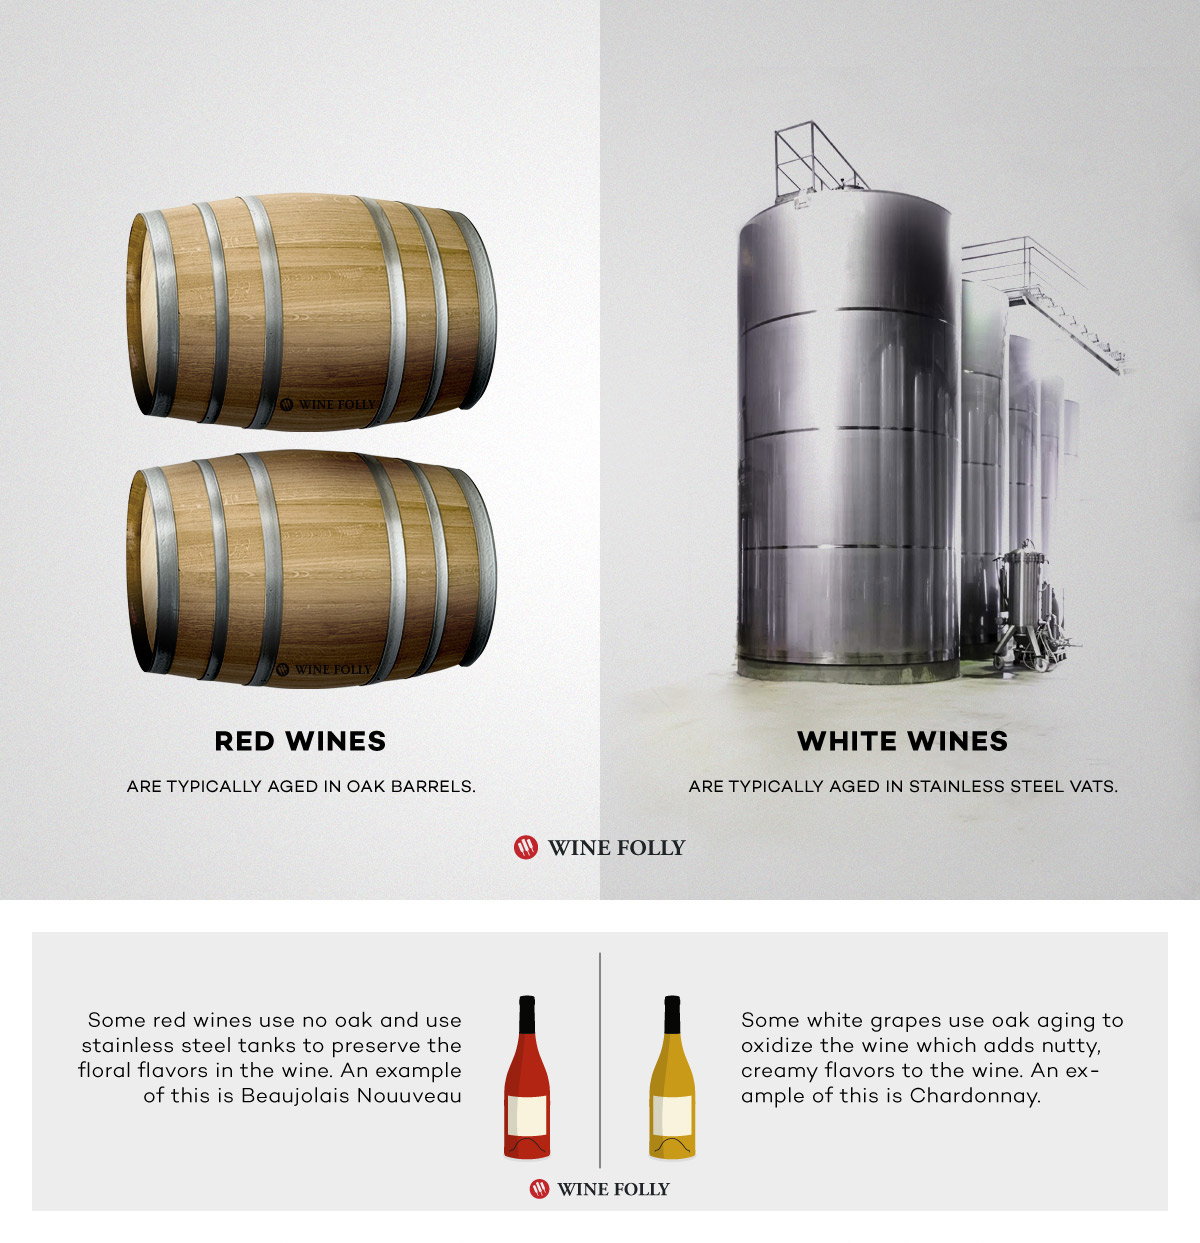 WINE FOLLY
WINE FOLLY
RED WINES
ARE TYPICALLY AGED IN OAK BARRELS.
WHITE WINES
ARE TYPICALLY AGED IN STAINLESS STEEL VATS.
WINE FOLLY
Some red wines use no oak and use
stainless steel tanks to preserve the
floral flavors in the wine. An example
of this is Beaujolais Nouuveau
Some white grapes use oak aging to
oxidize the wine which adds nutty,
creamy flavors to the wine. An ex-
ample of this is Chardonnay.
WINE FOLLY